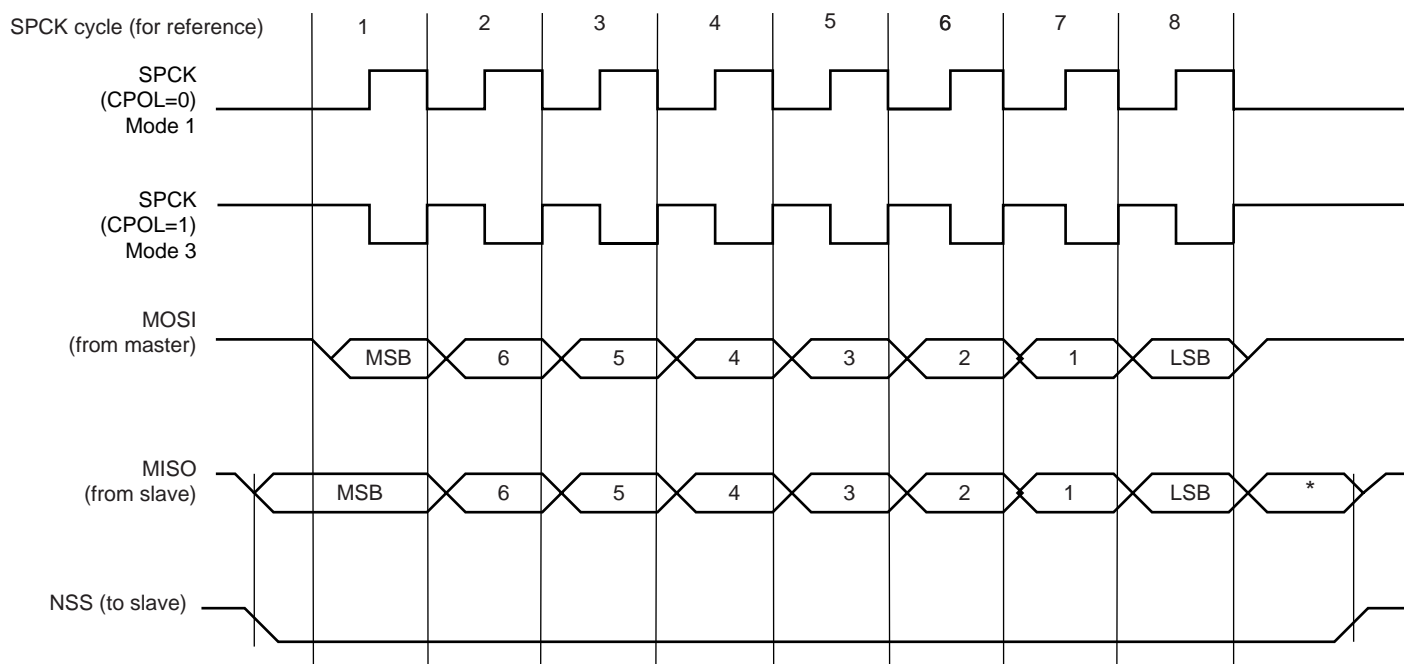 SPCK cycle (for reference) 1 2 3 4 5 6 7 8
SPCK
(CPOL=0)
Mode 1
SPCK
(CPOL=1)
Mode 3
MOSI
(from master)
MSB 6 5 4 3 2 1 LSB
MISO
(from slave)
MSB 6 5 4 3 2 1 LSB *
NSS (to slave)